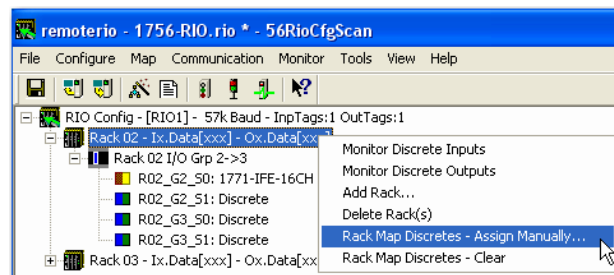 remoterio - 1756-RIO.rio * - 56RioCfgScan
File Configure Map Communication Monitor Tools View Help
RIO Config - [RIO1] - 57k Baud - InpTags:1 OutTags:1
Rack 02 - Ix.Data[xxx] - Ox.Data[xxx]
Rack 02 I/O Grp 2->3
R02_G2_S0: 1771-IFE-16CH
R02_G2_S1: Discrete
R02_G3_S0: Discrete
R02_G3_S1: Discrete
Rack 03 - Ix.Data[xxx] - Ox.Data[xx
Monitor Discrete Inputs
Monitor Discrete Outputs
Add Rack...
Delete Rack(s)
Rack Map Discretes - Assign Manually...
Rack Map Discretes - Clear